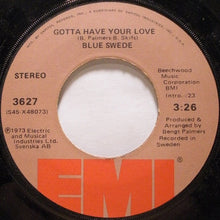 GOTTA HAVE YOUR LOVE
(B. Palmers-B. Skifs)
BLUE SWEDE
STEREO
3627
(S45-X48073)
Beechwood
Music
Corporation
BMI
Intro.-23
3:26
Produced &
Arranged by
Bengt Palmers
Recorded in
Sweden
℗1973 Electric
and Musical
Industries Ltd.
Svenska AB
EMI